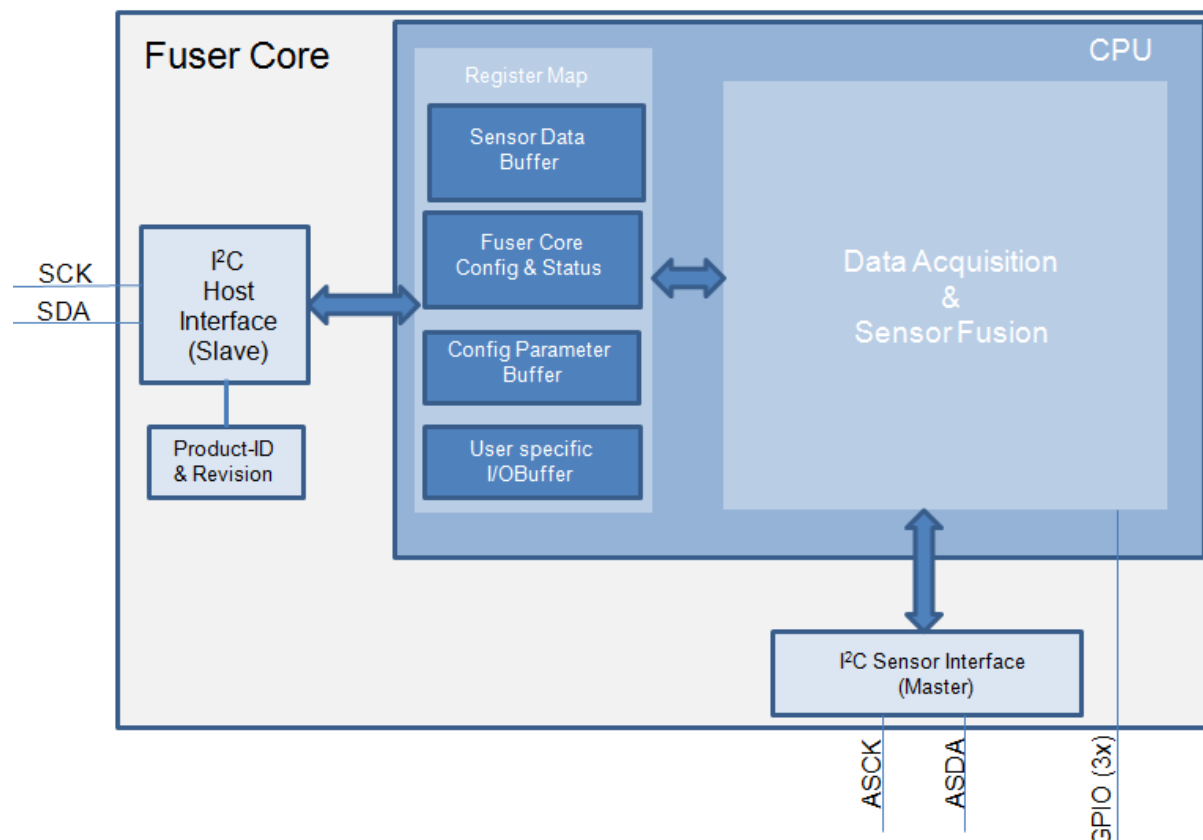 Fuser Core
CPU
Register Map
Sensor Data
Buffer
Fuser Core
Config & Status
Config Parameter
Buffer
User specific
I/OBuffer
Data Acquisition
&
Sensor Fusion
SCK
SDA
I²C
Host
Interface
(Slave)
Product-ID
& Revision
I²C Sensor Interface
(Master)
ASCK
ASDA
GPIO (3x)